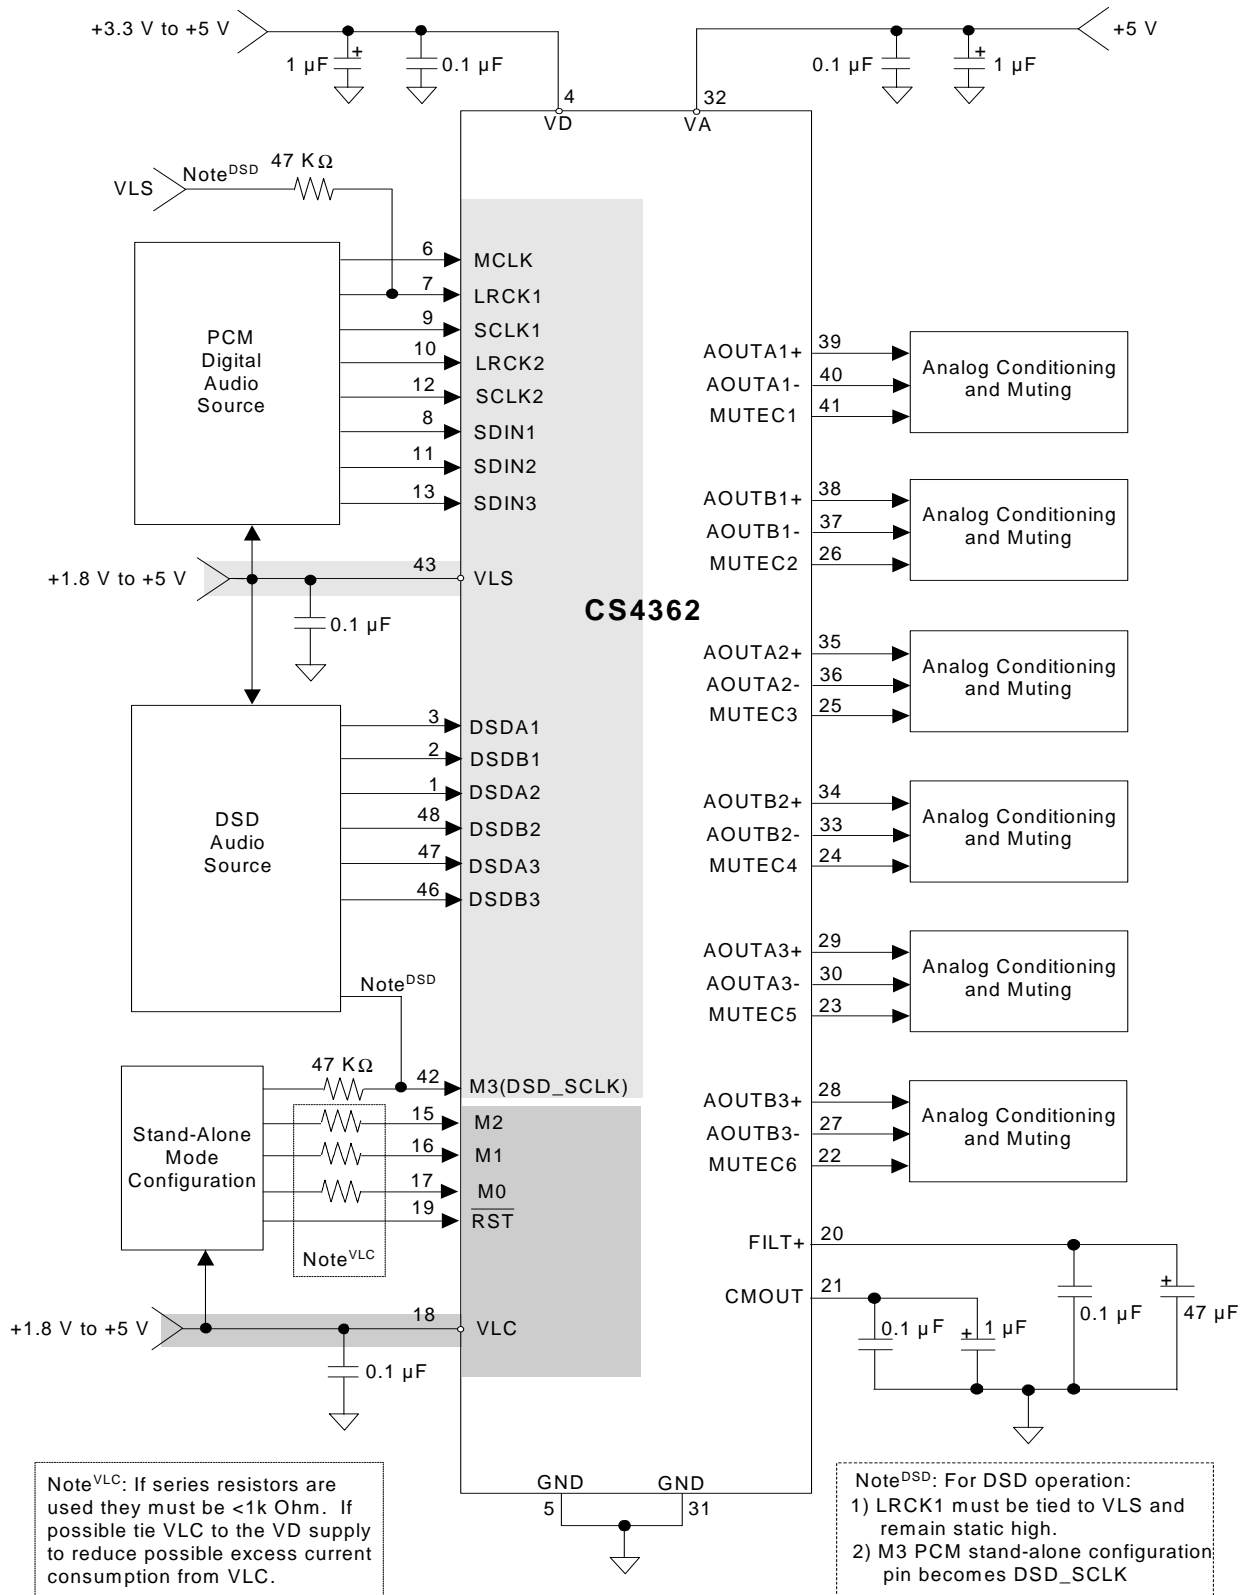 +3.3 V to +5 V
+5 V
1 µF
+
0.1 µF
0.1 µF
+
1 µF
4
32
VD
VA
VLS
Note^DSD
47 KΩ
PCM
Digital
Audio
Source
6
MCLK
7
LRCK1
9
SCLK1
10
LRCK2
12
SCLK2
8
SDIN1
11
SDIN2
13
SDIN3
+1.8 V to +5 V
43
VLS
0.1 µF
CS4362
DSD
Audio
Source
3
DSDA1
2
DSDB1
1
DSDA2
48
DSDB2
47
DSDA3
46
DSDB3
Note^DSD
Stand-Alone
Mode
Configuration
47 KΩ
42
M3(DSD_SCLK)
15
M2
16
M1
17
M0
19
RST
Note^VLC
+1.8 V to +5 V
18
VLC
0.1 µF
AOUTA1+
39
AOUTA1-
40
MUTEC1
41
Analog Conditioning
and Muting
AOUTB1+
38
AOUTB1-
37
MUTEC2
26
Analog Conditioning
and Muting
AOUTA2+
35
AOUTA2-
36
MUTEC3
25
Analog Conditioning
and Muting
AOUTB2+
34
AOUTB2-
33
MUTEC4
24
Analog Conditioning
and Muting
AOUTA3+
29
AOUTA3-
30
MUTEC5
23
Analog Conditioning
and Muting
AOUTB3+
28
AOUTB3-
27
MUTEC6
22
Analog Conditioning
and Muting
FILT+
20
CMOUT
21
0.1 µF
+
1 µF
0.1 µF
+
47 µF
GND
GND
5
31
Note^VLC: If series resistors are
used they must be <1k Ohm. If
possible tie VLC to the VD supply
to reduce possible excess current
consumption from VLC.
Note^DSD: For DSD operation:
1) LRCK1 must be tied to VLS and
remain static high.
2) M3 PCM stand-alone configuration
pin becomes DSD_SCLK